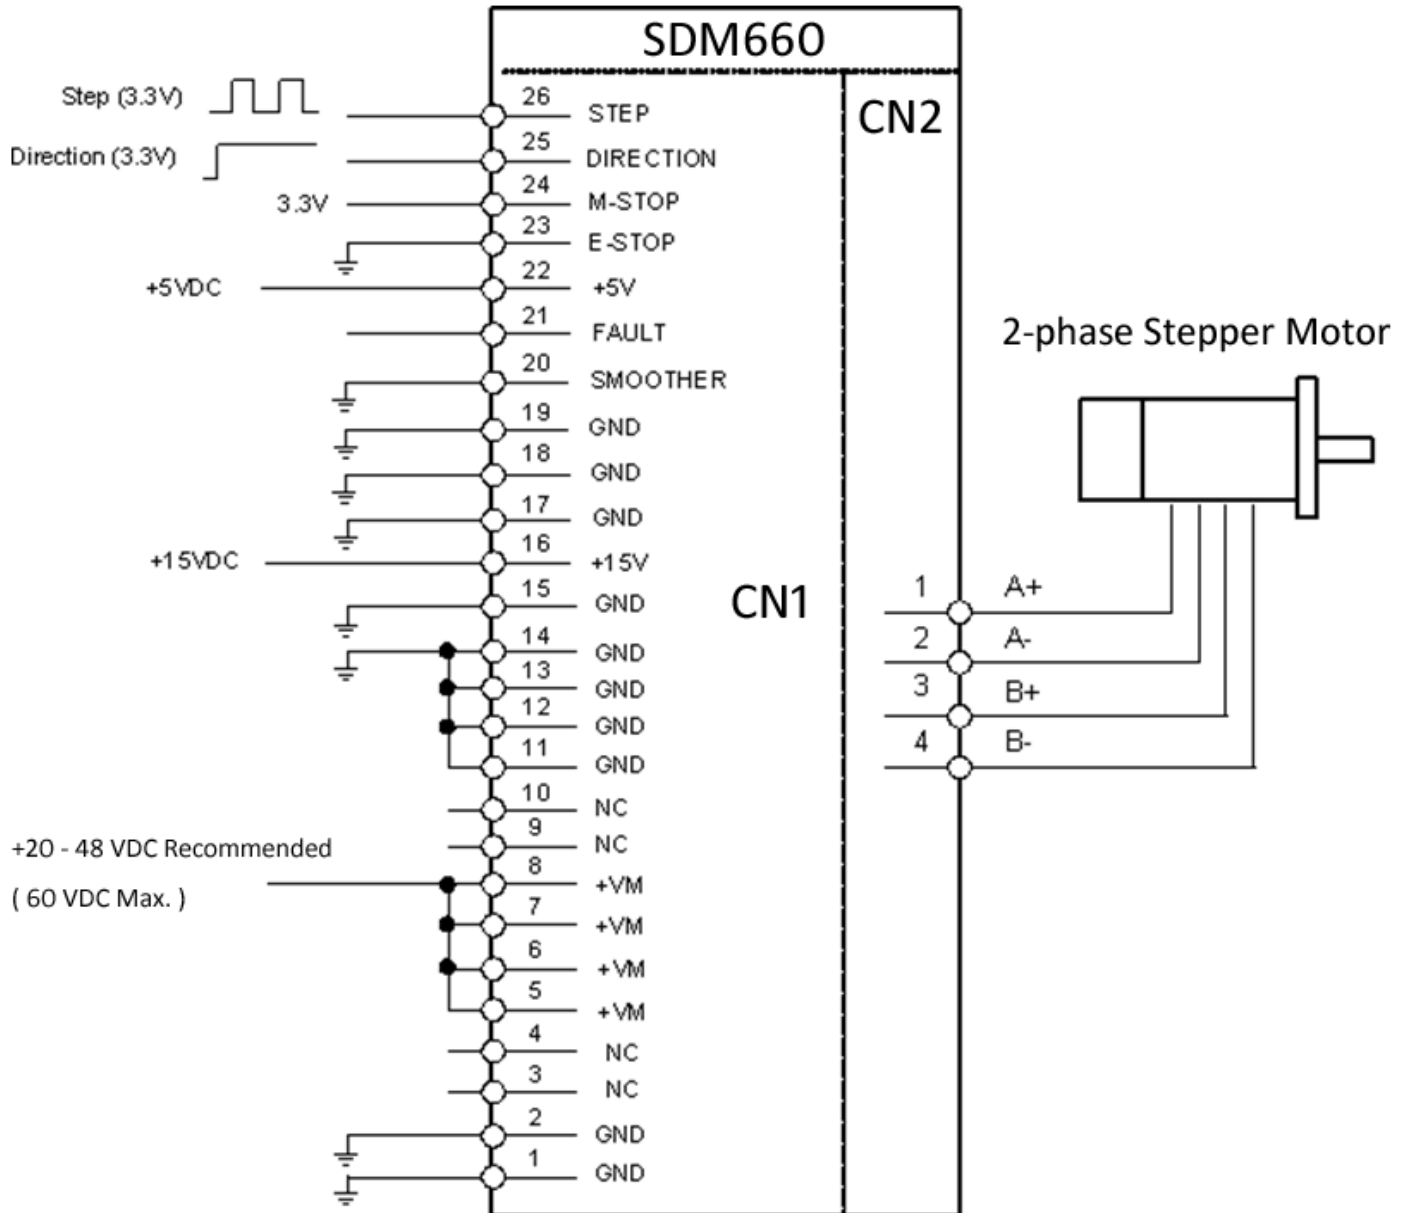 SDM660
CN2
Step (3.3V)
26 STEP
Direction (3.3V)
25 DIRECTION
3.3V
24 M-STOP
23 E-STOP
+5VDC
22 +5V
21 FAULT
20 SMOOTHER
19 GND
18 GND
17 GND
+15VDC
16 +15V
15 GND
14 GND
13 GND
12 GND
11 GND
10 NC
9 NC
+20 - 48 VDC Recommended
( 60 VDC Max. )
8 +VM
7 +VM
6 +VM
5 +VM
4 NC
3 NC
2 GND
1 GND
CN1
2-phase Stepper Motor
1 A+
2 A-
3 B+
4 B-